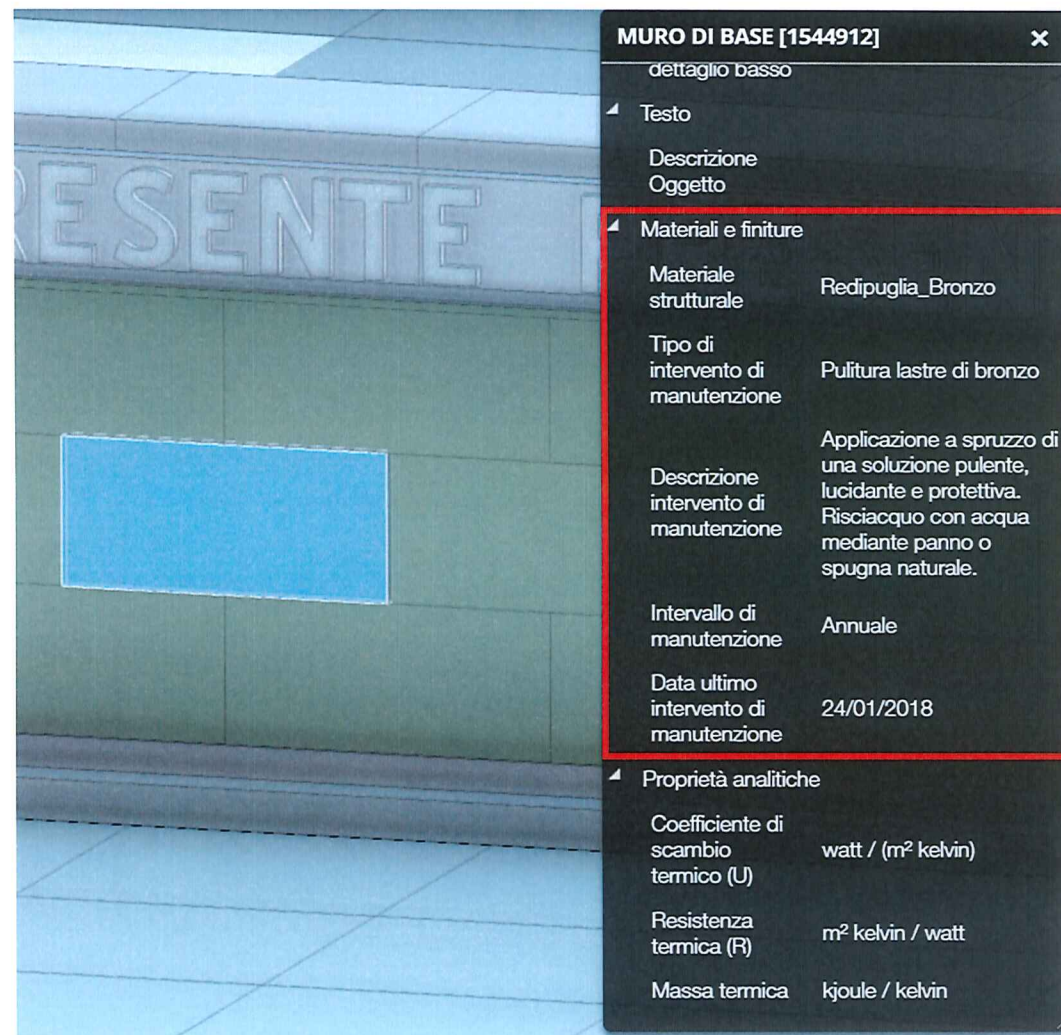 MURO DI BASE [1544912] ×
dettaglio basso
Testo
Descrizione
Oggetto
Materiali e finiture
Materiale
strutturale
Redipuglia_Bronzo
Tipo di
intervento di
manutenzione
Pulitura lastre di bronzo
Descrizione
intervento di
manutenzione
Applicazione a spruzzo di
una soluzione pulente,
lucidante e protettiva.
Risciacquo con acqua
mediante panno o
spugna naturale.
Intervallo di
manutenzione
Annuale
Data ultimo
intervento di
manutenzione
24/01/2018
Proprietà analitiche
Coefficiente di
scambio
termico (U)
watt / (m² kelvin)
Resistenza
termica (R)
m² kelvin / watt
Massa termica
kjoule / kelvin
RESENTE